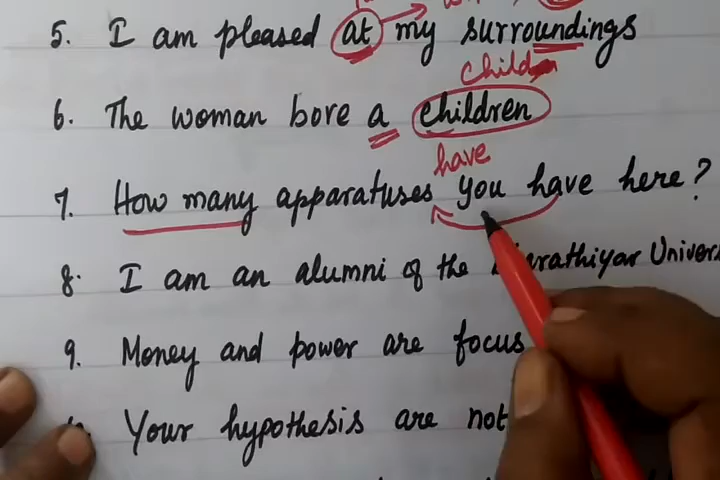 5. I am pleased at my surroundings
child
6. The woman bore a children
have
7. How many apparatuses you have here?
8. I am an alumni of the
9. Money and power are focus
Your hypothesis are not